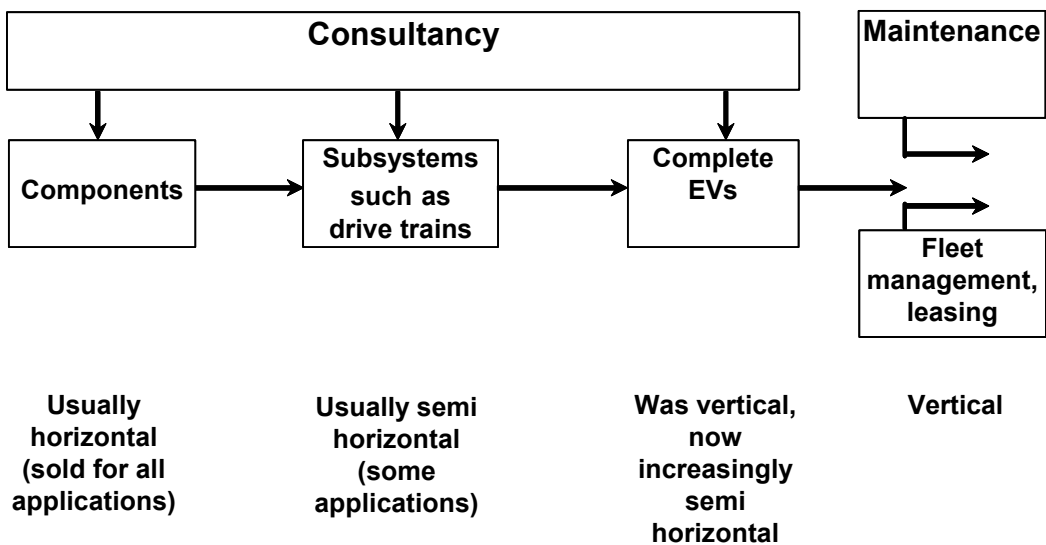 Consultancy
Maintenance
Components
Subsystems
such as
drive trains
Complete
EVs
Fleet
management,
leasing
Usually
horizontal
(sold for all
applications)
Usually semi
horizontal
(some
applications)
Was vertical,
now
increasingly
semi
horizontal
Vertical